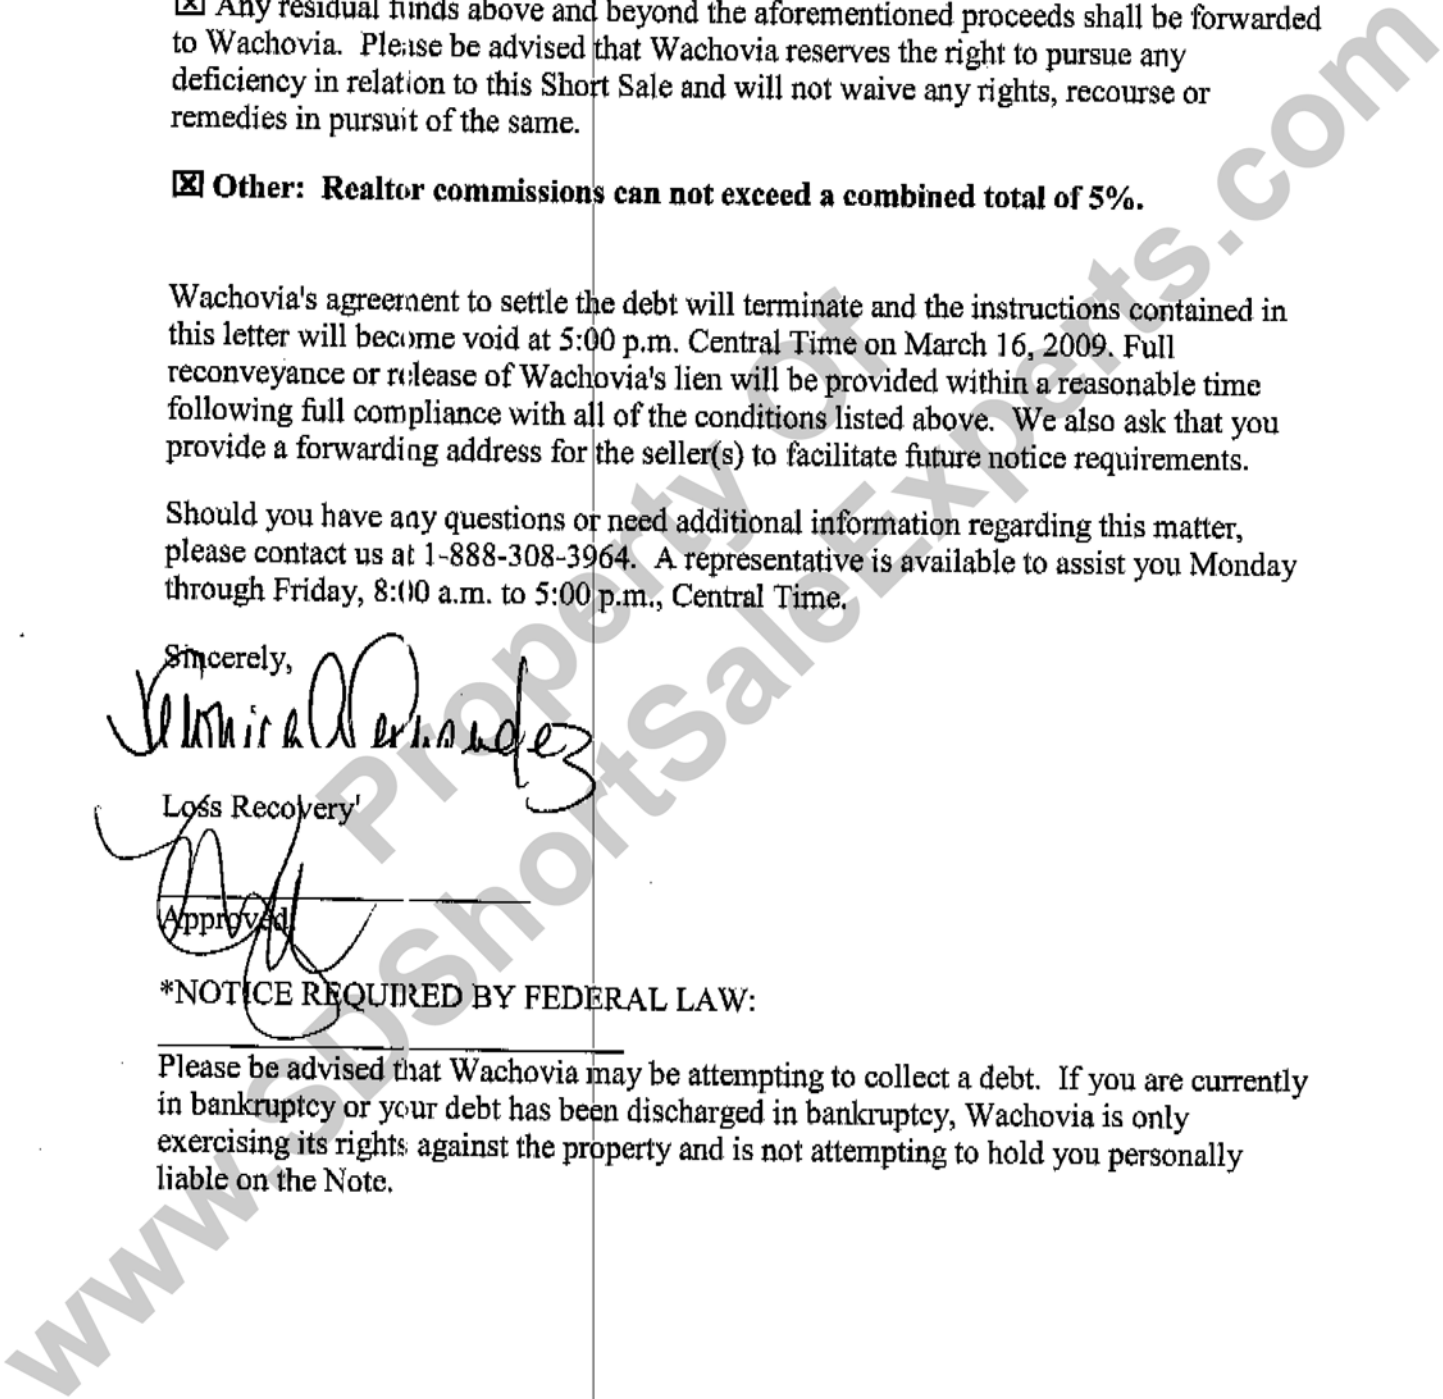 ☒ Any residual funds above and beyond the aforementioned proceeds shall be forwarded
to Wachovia. Please be advised that Wachovia reserves the right to pursue any
deficiency in relation to this Short Sale and will not waive any rights, recourse or
remedies in pursuit of the same.
☒ Other: Realtor commissions can not exceed a combined total of 5%.
Wachovia's agreement to settle the debt will terminate and the instructions contained in
this letter will become void at 5:00 p.m. Central Time on March 16, 2009. Full
reconveyance or release of Wachovia's lien will be provided within a reasonable time
following full compliance with all of the conditions listed above. We also ask that you
provide a forwarding address for the seller(s) to facilitate future notice requirements.
Should you have any questions or need additional information regarding this matter,
please contact us at 1-888-308-3964. A representative is available to assist you Monday
through Friday, 8:00 a.m. to 5:00 p.m., Central Time.
Sincerely,
Loss Recovery
Approved
*NOTICE REQUIRED BY FEDERAL LAW:
Please be advised that Wachovia may be attempting to collect a debt. If you are currently
in bankruptcy or your debt has been discharged in bankruptcy, Wachovia is only
exercising its rights against the property and is not attempting to hold you personally
liable on the Note.
Property Of
www.SDShortSaleExperts.com